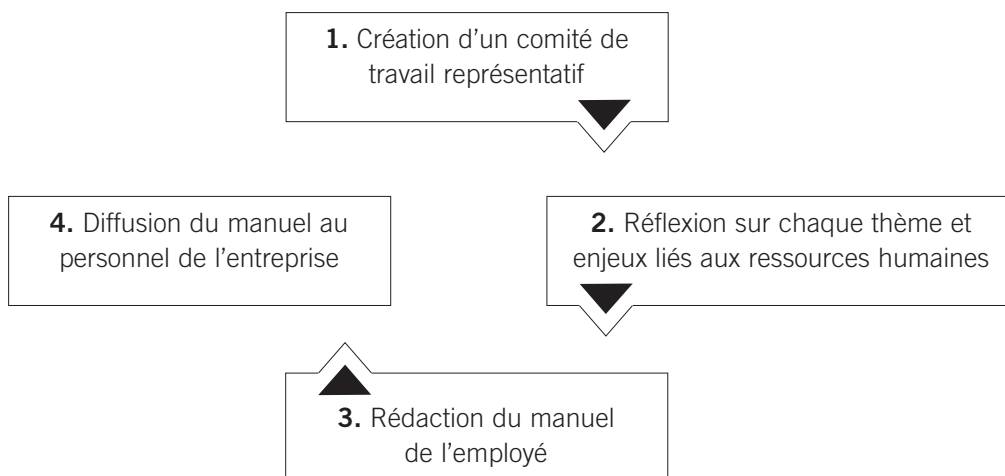 1. Création d’un comité de
travail représentatif
2. Réflexion sur chaque thème et
enjeux liés aux ressources humaines
3. Rédaction du manuel
de l’employé
4. Diffusion du manuel au
personnel de l’entreprise